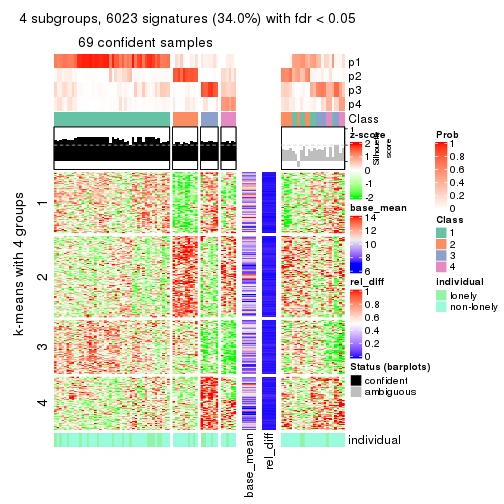 4 subgroups, 6023 signatures (34.0%) with fdr < 0.05
69 confident samples
p1
p2
p3
p4
Class
1
Silhouette
score
k-means with 4 groups
1
2
3
4
base_mean
rel_diff
individual
z-score
2
1
0
-1
-2
base_mean
14
12
10
8
6
rel_diff
1
0.8
0.6
0.4
0.2
0
Status (barplots)
confident
ambiguous
Prob
1
0.8
0.6
0.4
0.2
0
Class
1
2
3
4
individual
lonely
non-lonely